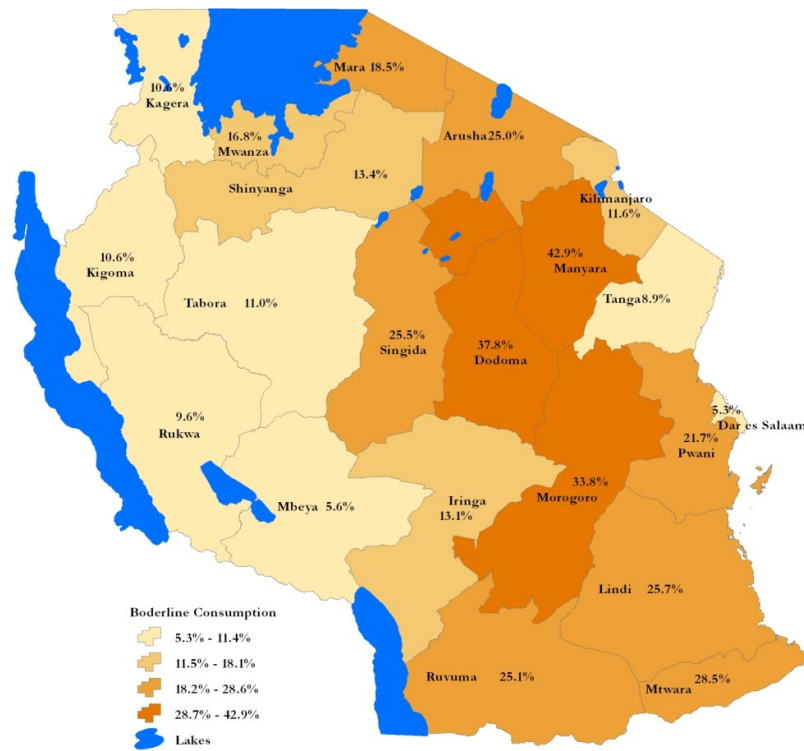 Mara 18.5%
10.6%
Kagera
Arusha25.0%
16.8%
Mwanza
13.4%
Shinyanga
Kilimanjaro
11.6%
42.9%
Manyara
10.6%
Kigoma
Tabora 11.0%
Tanga8.9%
25.5%
Singida
37.8%
Dodoma
5.3%
Dar es Salaam
9.6%
Rukwa
21.7%
Pwani
33.8%
Morogoro
Mbeya 5.6%
Iringa
13.1%
Lindi 25.7%
Boderline Consumption
5.3% - 11.4%
11.5% - 18.1%
18.2% - 28.6%
28.7% - 42.9%
Lakes
Ruvuma 25.1%
28.5%
Mtwara